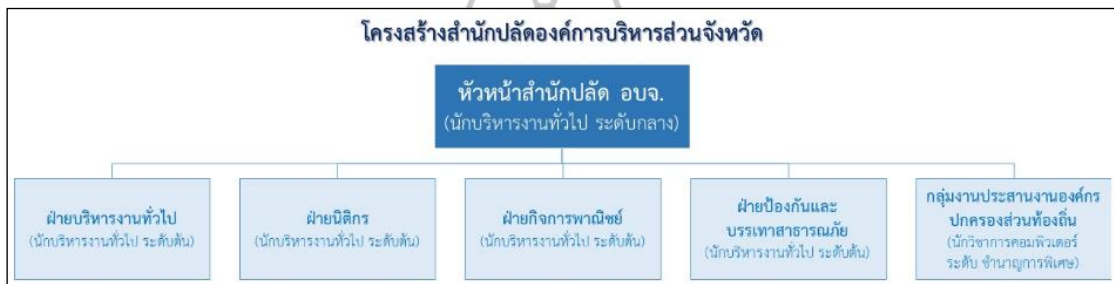 โครงสร้างสำนักปลัดองค์การบริหารส่วนจังหวัด
หัวหน้าสำนักปลัด อบจ.
(นักบริหารงานทั่วไป ระดับกลาง)
ฝ่ายบริหารงานทั่วไป
(นักบริหารงานทั่วไป ระดับต้น)
ฝ่ายนิติกร
(นักบริหารงานทั่วไป ระดับต้น)
ฝ่ายกิจการพาณิชย์
(นักบริหารงานทั่วไป ระดับต้น)
ฝ่ายป้องกันและ
บรรเทาสาธารณภัย
(นักบริหารงานทั่วไป ระดับต้น)
กลุ่มงานประสานงานองค์กร
ปกครองส่วนท้องถิ่น
(นักวิชาการคอมพิวเตอร์
ระดับ ชำนาญการพิเศษ)